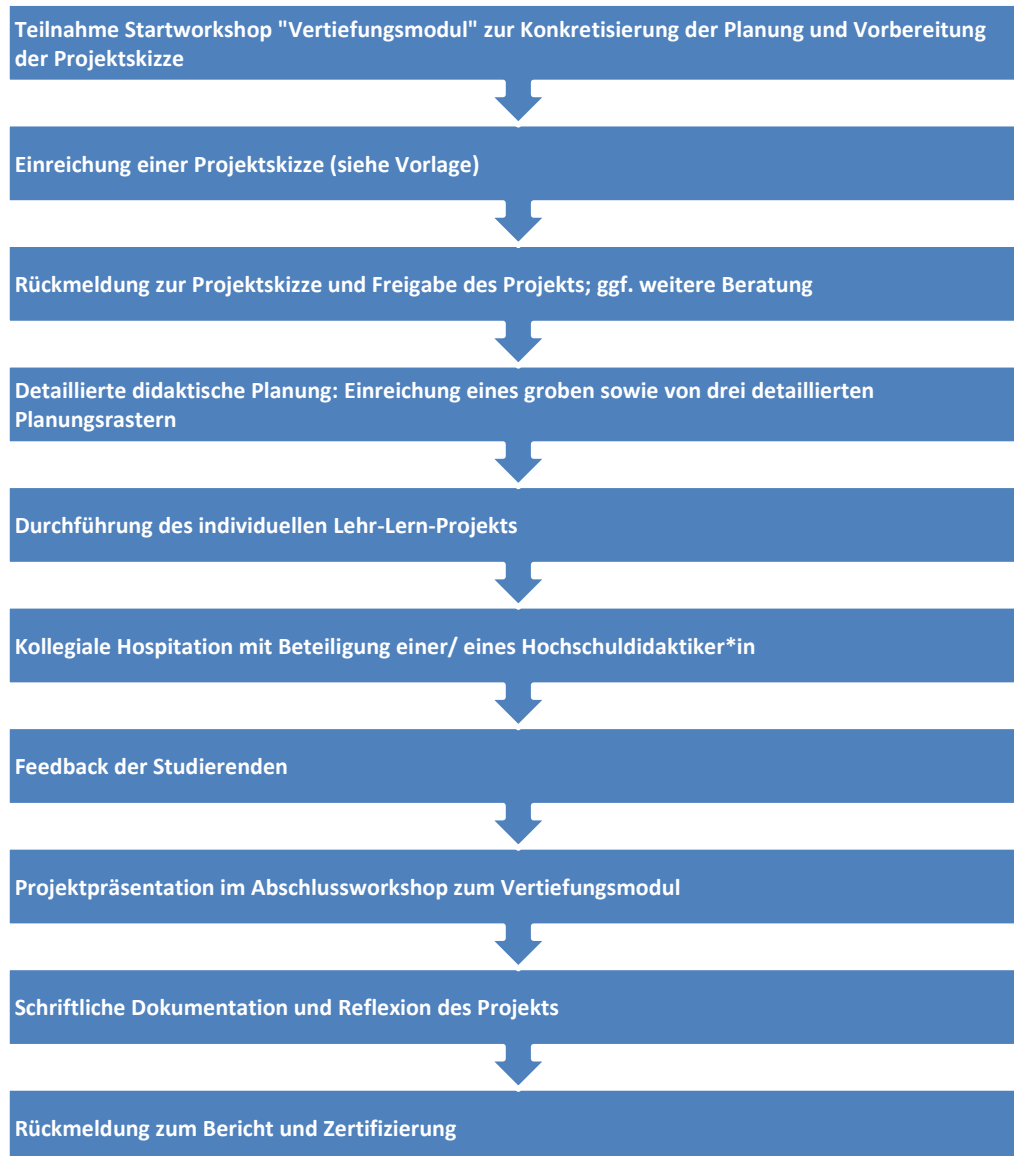 Teilnahme Startworkshop "Vertiefungsmodul" zur Konkretisierung der Planung und Vorbereitung
der Projektskizze
Einreichung einer Projektskizze (siehe Vorlage)
Rückmeldung zur Projektskizze und Freigabe des Projekts; ggf. weitere Beratung
Detaillierte didaktische Planung: Einreichung eines groben sowie von drei detaillierten
Planungsrastern
Durchführung des individuellen Lehr-Lern-Projekts
Kollegiale Hospitation mit Beteiligung einer/ eines Hochschuldidaktiker*in
Feedback der Studierenden
Projektpräsentation im Abschlussworkshop zum Vertiefungsmodul
Schriftliche Dokumentation und Reflexion des Projekts
Rückmeldung zum Bericht und Zertifizierung